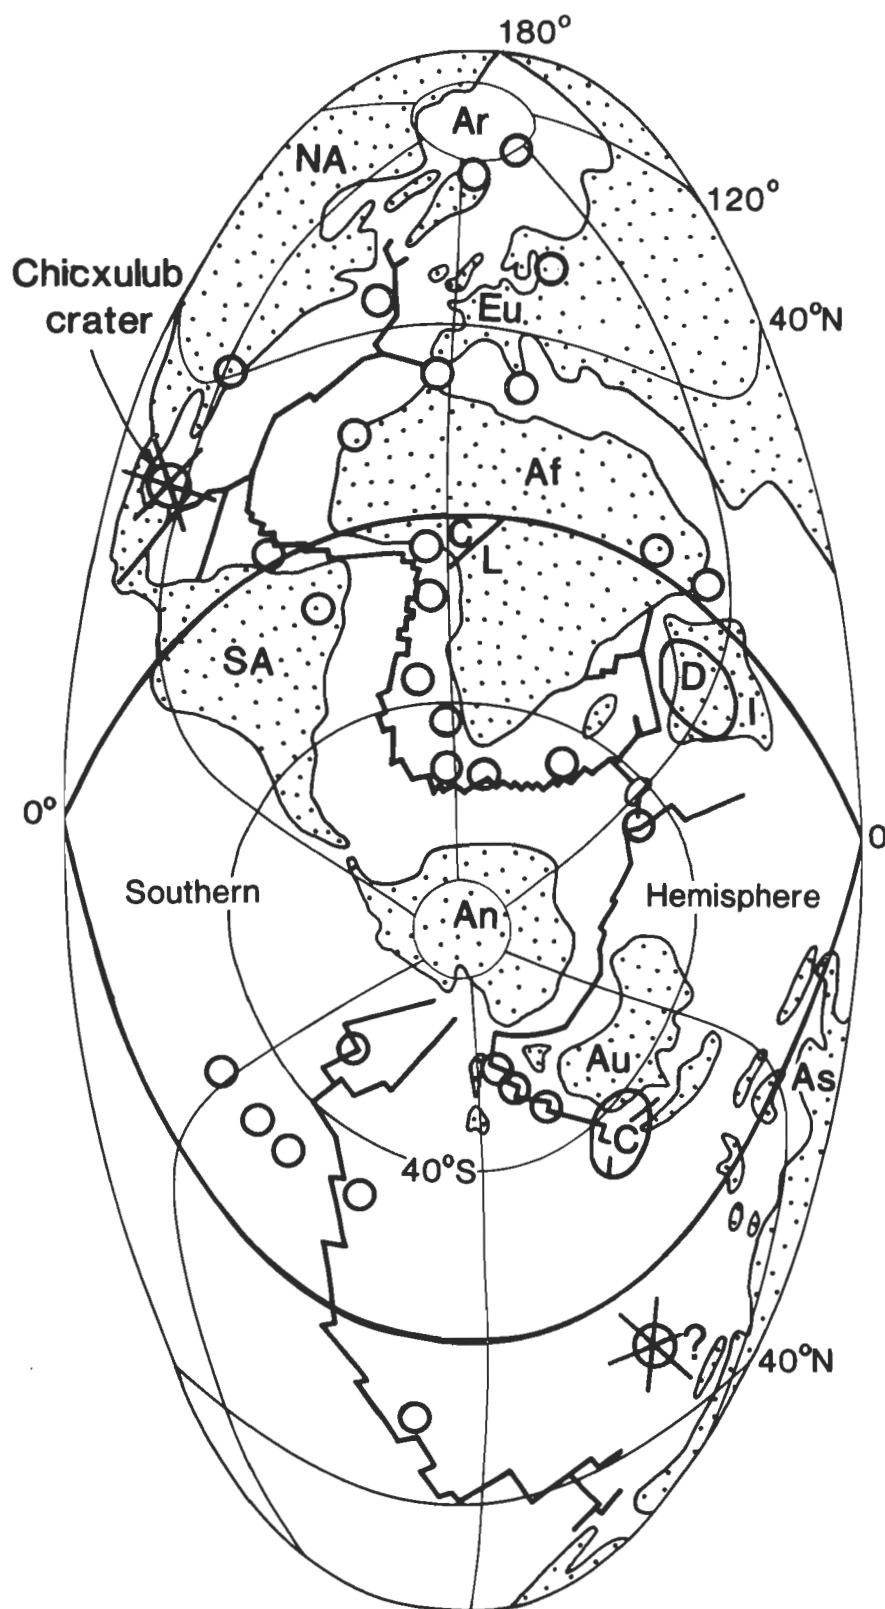 180°
Ar
NA
120°
Chicxulub
crater
Eu
40°N
Af
C
L
SA
D
I
0°
0
Southern
Hemisphere
An
Au
As
C
40°S
?
40°N